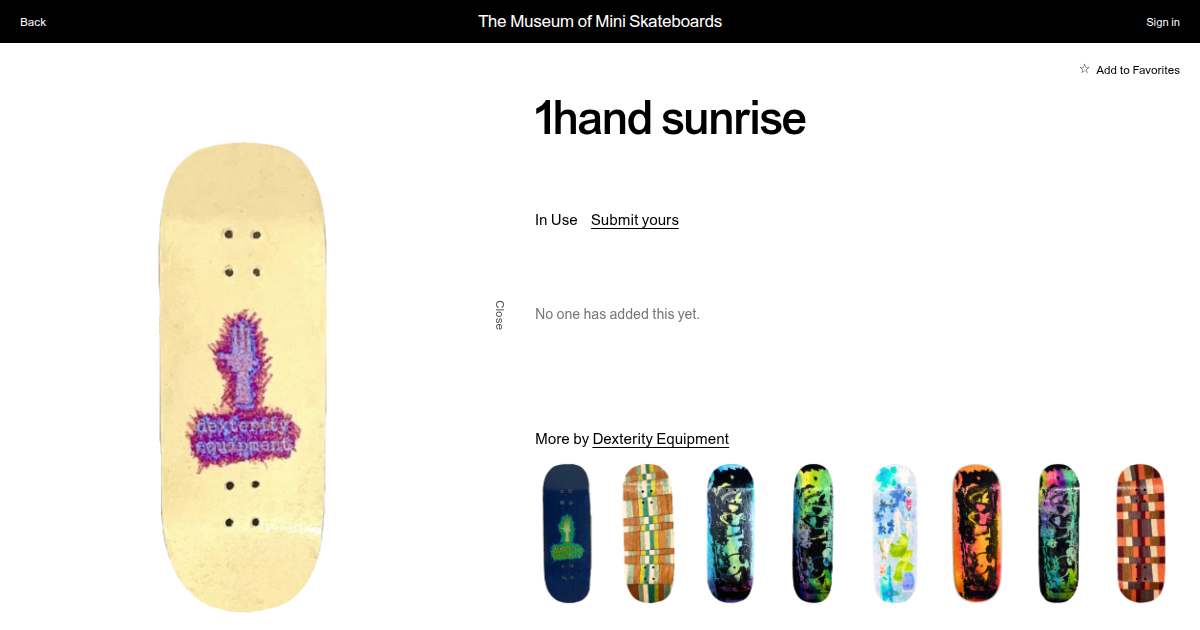 Back
The Museum of Mini Skateboards
Sign in
☆ Add to Favorites
1hand sunrise
In Use Submit yours
Close
No one has added this yet.
dexterity
equipment
More by Dexterity Equipment